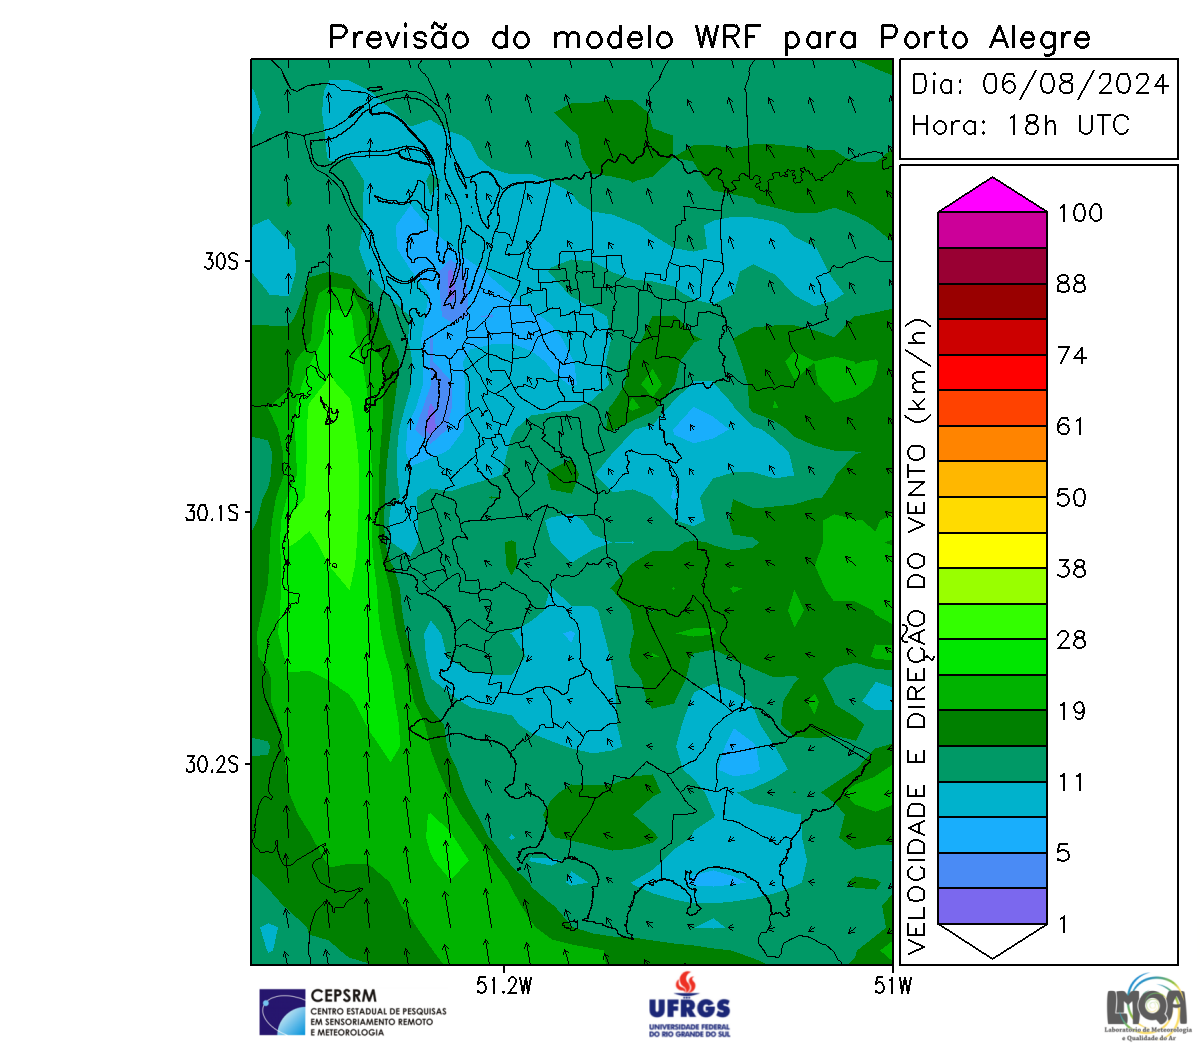 Previsão do modelo WRF para Porto Alegre
Dia: 06/08/2024
Hora: 18h UTC
30S
30.1S
30.2S
51.2W
51W
VELOCIDADE E DIREÇÃO DO VENTO (km/h)
100
88
74
61
50
38
28
19
11
5
1
CEPSRM
CENTRO ESTADUAL DE PESQUISAS
EM SENSORIAMENTO REMOTO
E METEOROLOGIA
UFRGS
UNIVERSIDADE FEDERAL
DO RIO GRANDE DO SUL
LMQA
Laboratório de Meteorologia
e Qualidade do Ar